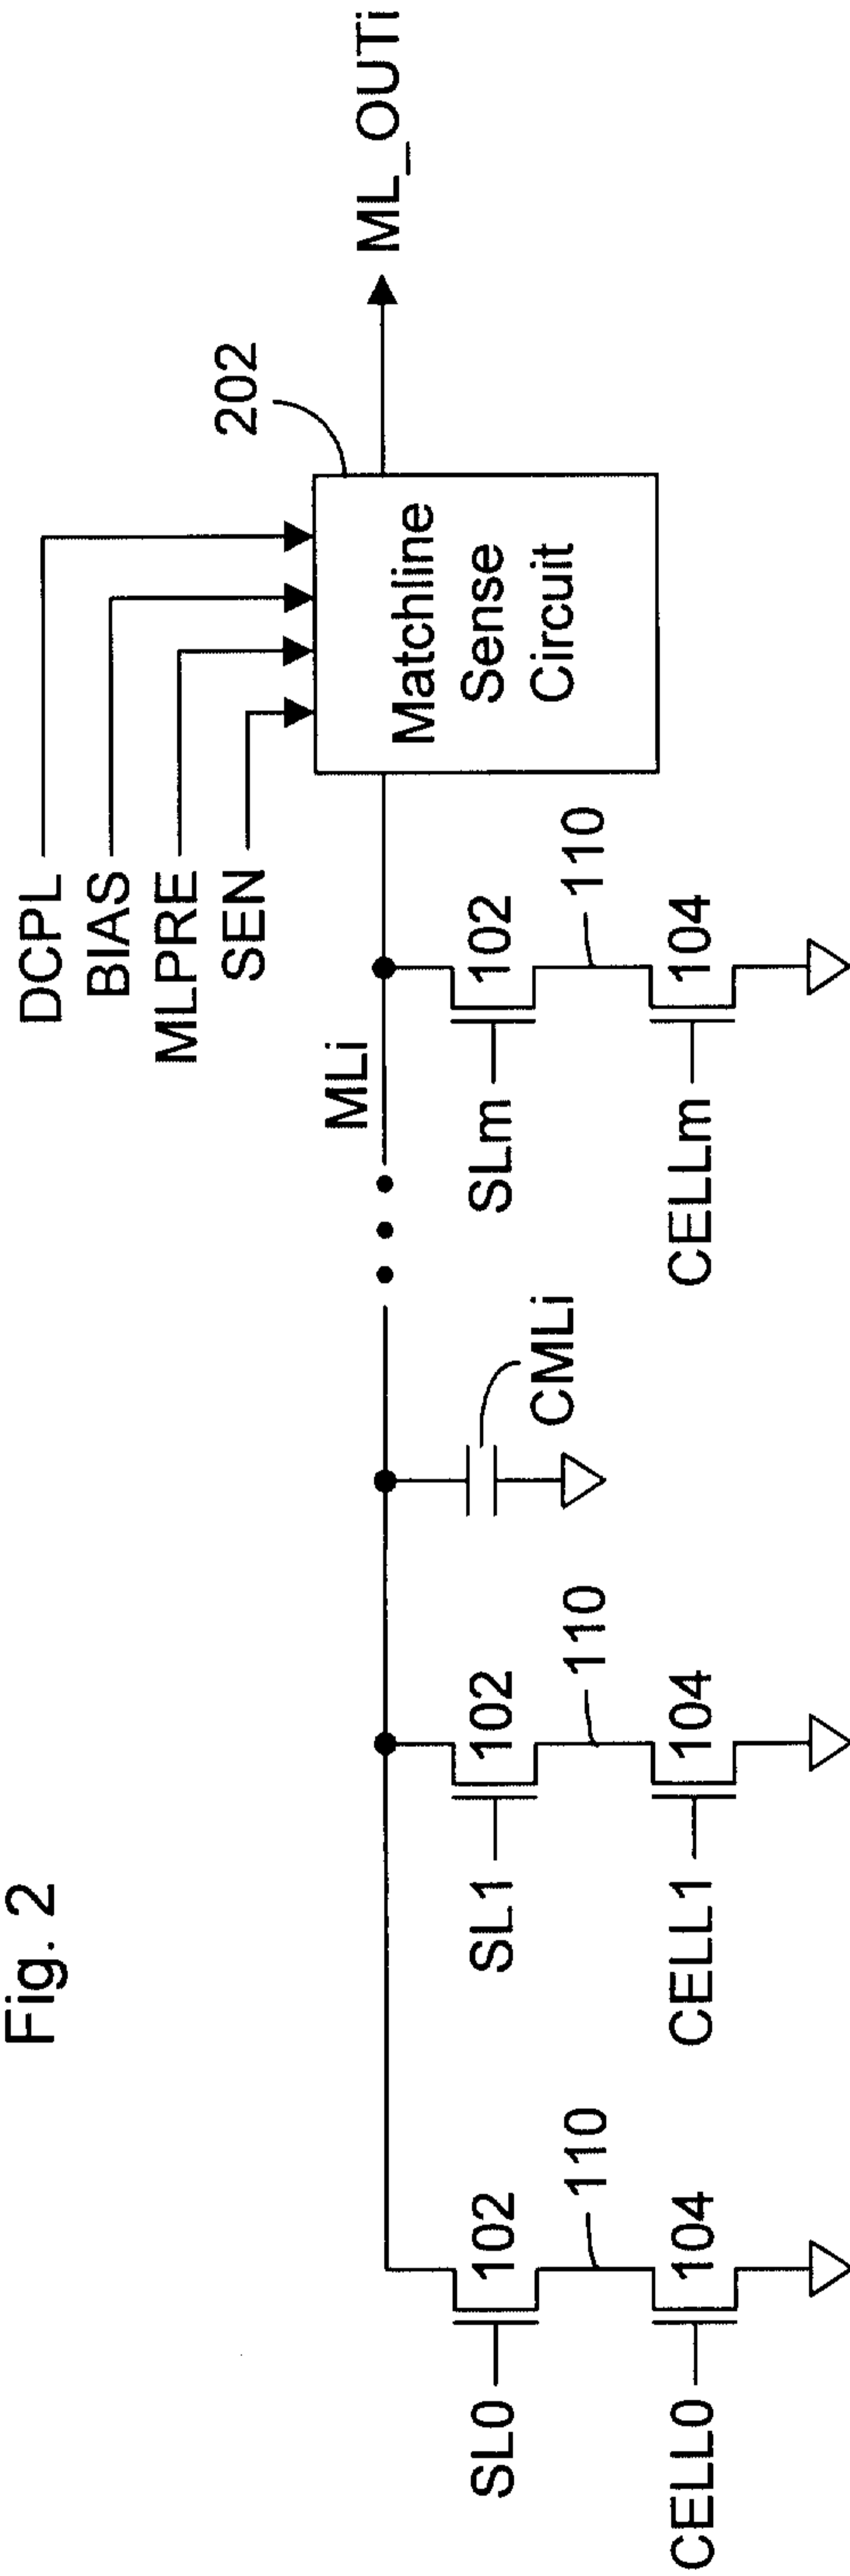 Fig. 2
DCPL
BIAS
MLPRE
SEN
202
Matchline
Sense
Circuit
ML_OUTi
MLi
SL0
102
110
CELL0
104
SL1
102
110
CELL1
104
CMLi
SLm
102
110
CELLm
104